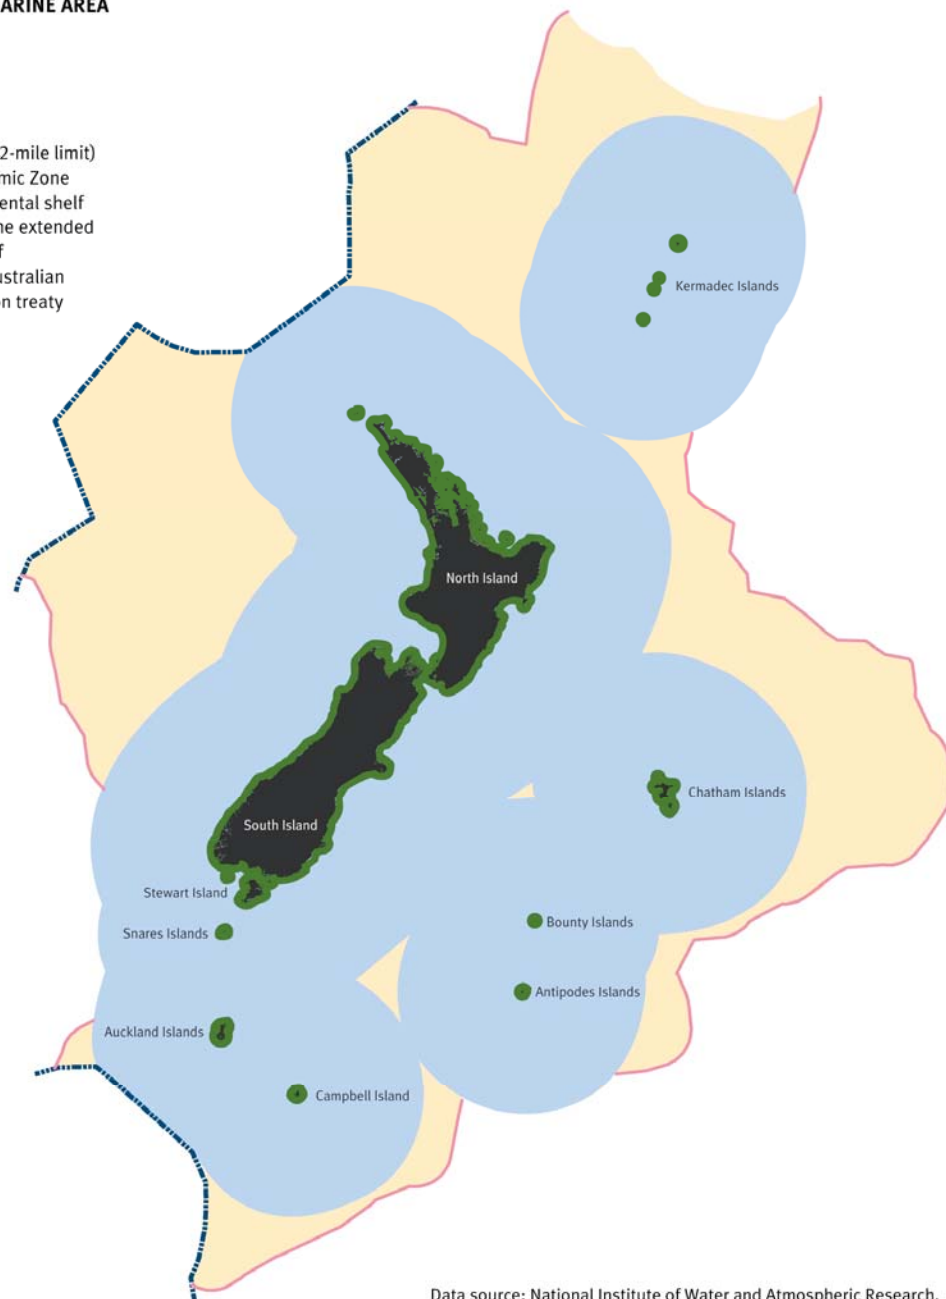 ARINE AREA
2-mile limit)
mic Zone
ental shelf
ne extended
f
ustralian
on treaty
Kermadec Islands
North Island
Chatham Islands
South Island
Stewart Island
Bounty Islands
Snares Islands
Antipodes Islands
Auckland Islands
Campbell Island
Data source: National Institute of Water and Atmospheric Research.